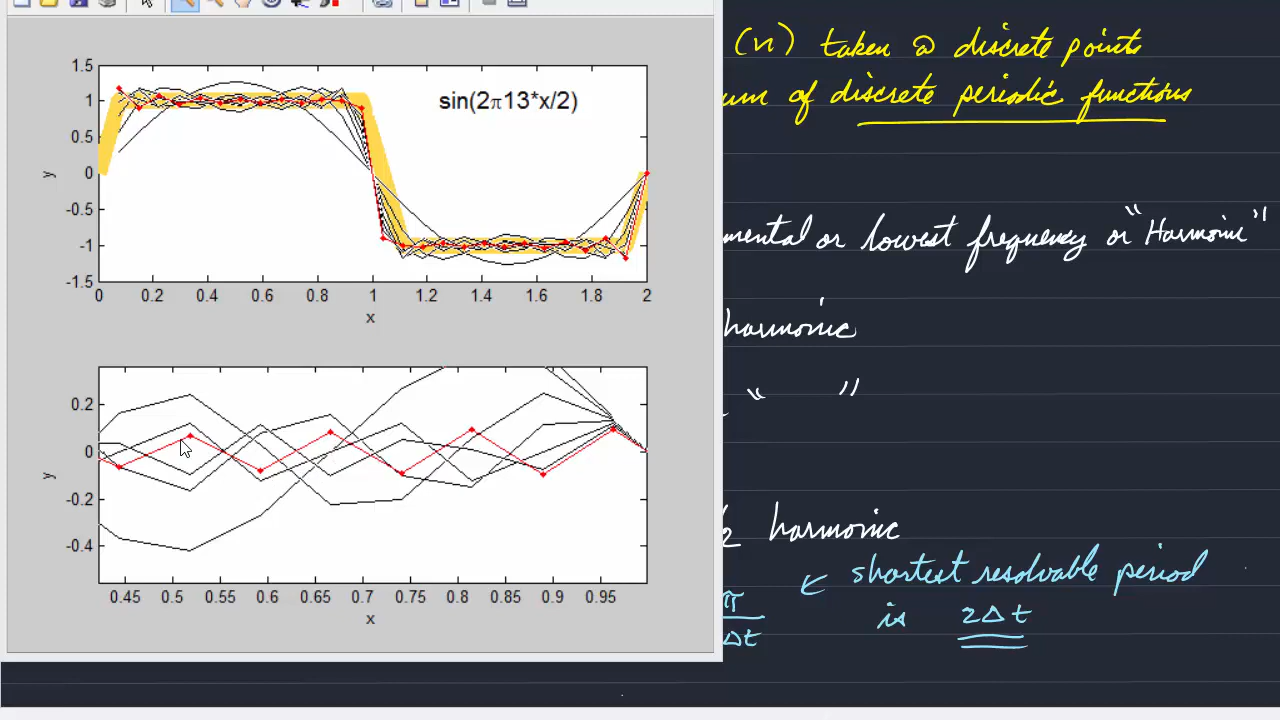 1.5
1
0.5
0
-0.5
-1
-1.5
y
sin(2π13*x/2)
0 0.2 0.4 0.6 0.8 1 1.2 1.4 1.6 1.8 2
x
0.2
0
-0.2
-0.4
y
0.45 0.5 0.55 0.6 0.65 0.7 0.75 0.8 0.85 0.9 0.95
x
(n) taken @ discrete points
um of discrete periodic functions
mental or lowest frequency or "Harmonic"
harmonic
" "
/2 harmonic
← shortest resolvable period
π
Δt
is 2Δt